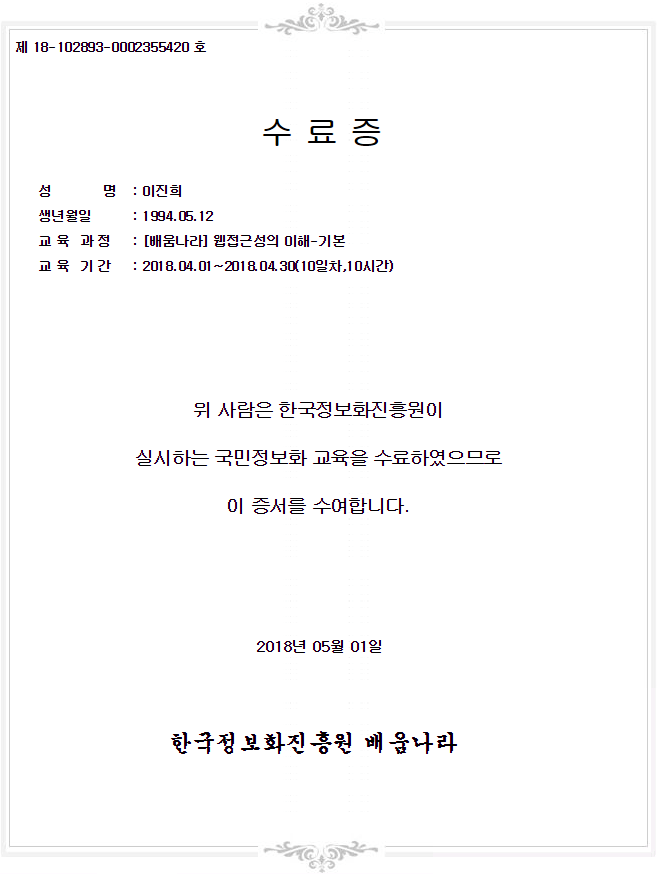 제 18-102893-0002355420 호
수 료 증
성 명 : 이진희
생년월일 : 1994.05.12
교 육 과 정 : [배움나라] 웹접근성의 이해-기본
교 육 기 간 : 2018.04.01~2018.04.30(10일차,10시간)
위 사람은 한국정보화진흥원이
실시하는 국민정보화 교육을 수료하였으므로
이 증서를 수여합니다.
2018년 05월 01일
한국정보화진흥원 배움나라